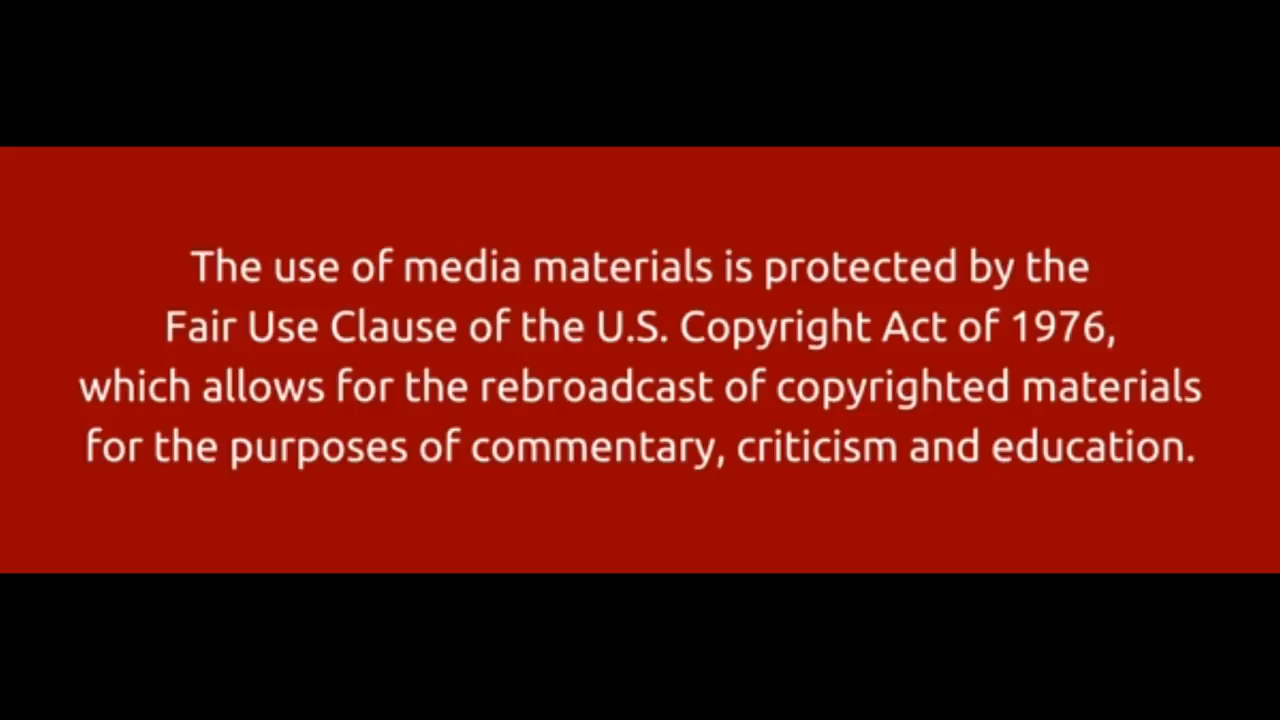 The use of media materials is protected by the
Fair Use Clause of the U.S. Copyright Act of 1976,
which allows for the rebroadcast of copyrighted materials
for the purposes of commentary, criticism and education.